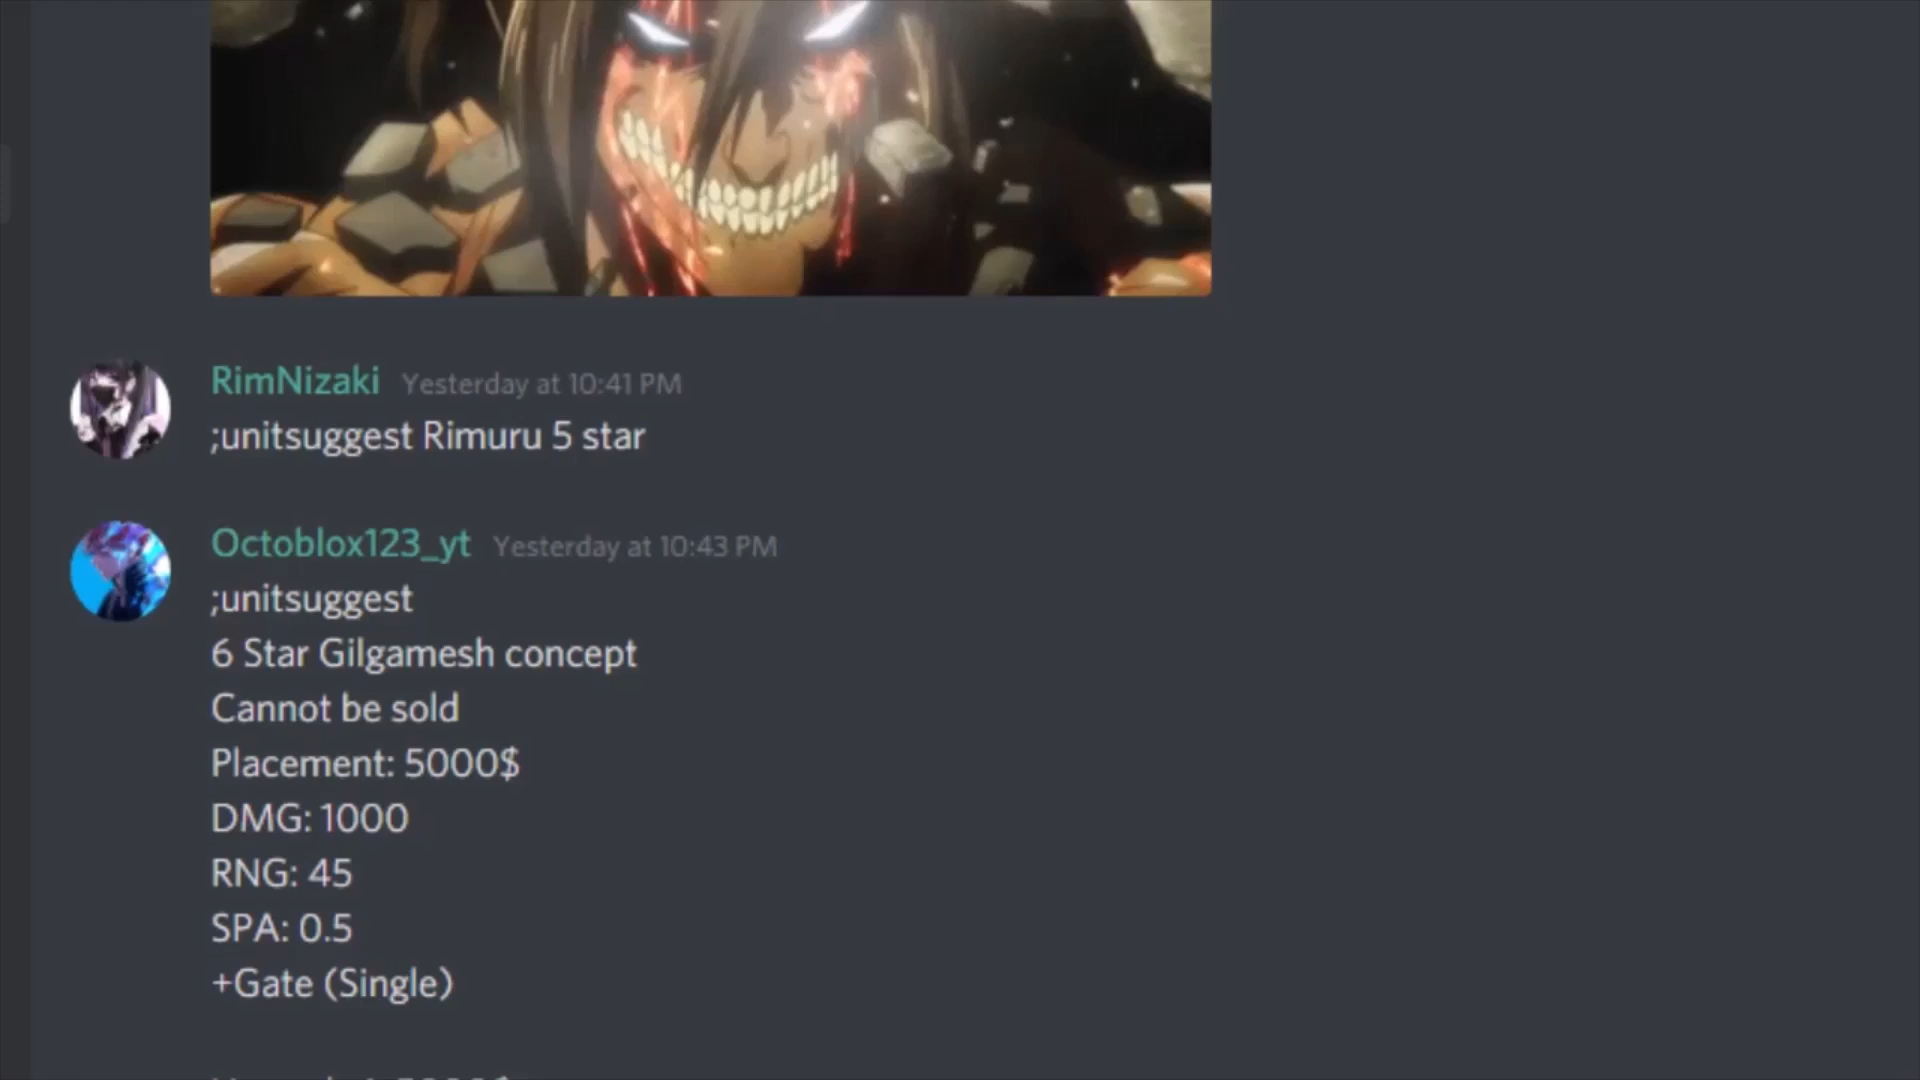 RimNizaki Yesterday at 10:41 PM
;unitsuggest Rimuru 5 star
Octoblox123_yt Yesterday at 10:43 PM
;unitsuggest
6 Star Gilgamesh concept
Cannot be sold
Placement: 5000$
DMG: 1000
RNG: 45
SPA: 0.5
+Gate (Single)